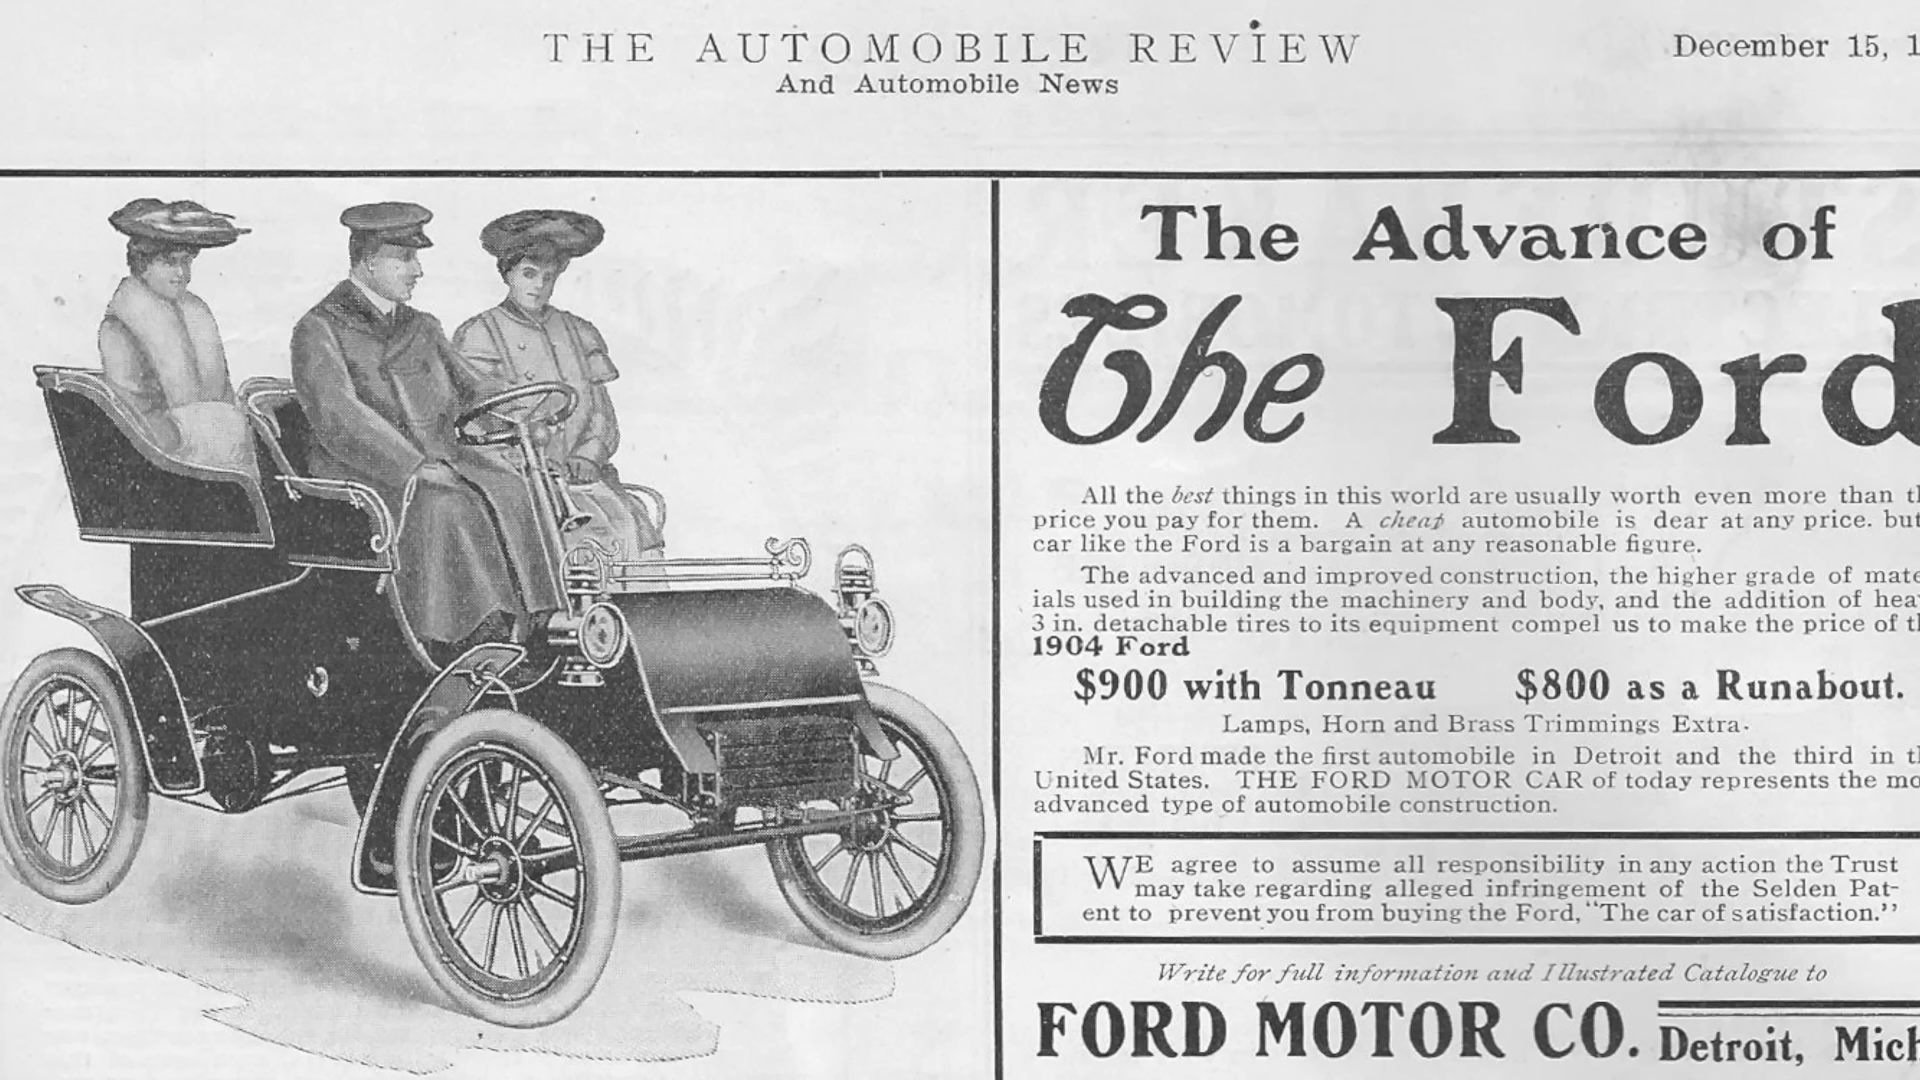 THE AUTOMOBILE REVIEW
And Automobile News
December 15,
The Advance of
The Ford
All the best things in this world are usually worth even more than
price you pay for them. A cheap automobile is dear at any price. but
car like the Ford is a bargain at any reasonable figure.
The advanced and improved construction, the higher grade of mate
ials used in building the machinery and body, and the addition of hea
3 in. detachable tires to its equipment compel us to make the price of
1904 Ford
$900 with Tonneau $800 as a Runabout.
Lamps, Horn and Brass Trimmings Extra.
Mr. Ford made the first automobile in Detroit and the third in
United States. THE FORD MOTOR CAR of today represents the mo
advanced type of automobile construction.
WE agree to assume all responsibility in any action the Trust
may take regarding alleged infringement of the Selden Pat-
ent to prevent you from buying the Ford, "The car of satisfaction."
Write for full information and Illustrated Catalogue to
FORD MOTOR CO. Detroit, Mich